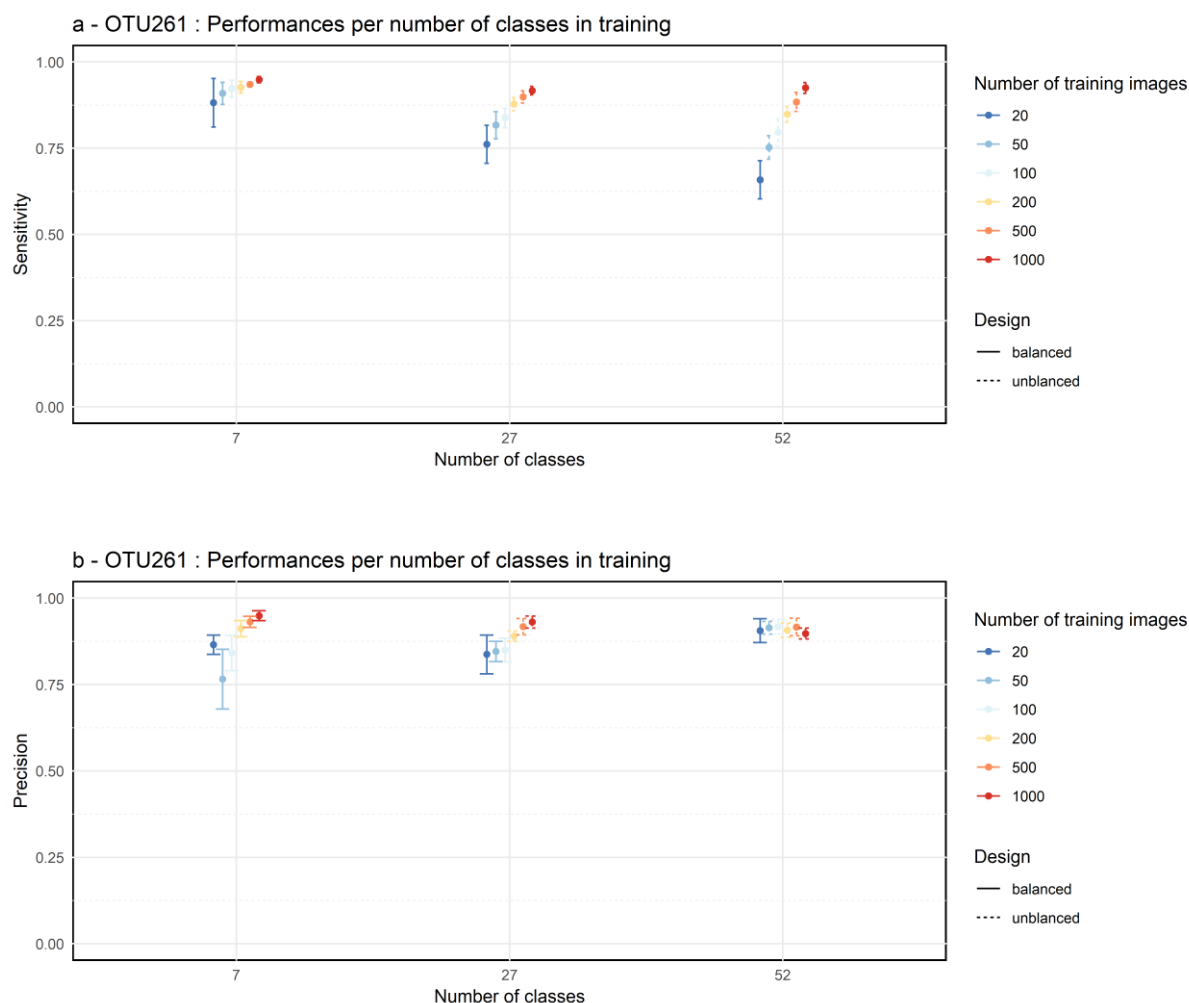 a - OTU261 : Performances per number of classes in training
1.00
0.75
0.50
0.25
0.00
Sensitivity
7 27 52
Number of classes
Number of training images
20
50
100
200
500
1000
Design
balanced
unblanced
b - OTU261 : Performances per number of classes in training
1.00
0.75
0.50
0.25
0.00
Precision
7 27 52
Number of classes
Number of training images
20
50
100
200
500
1000
Design
balanced
unblanced